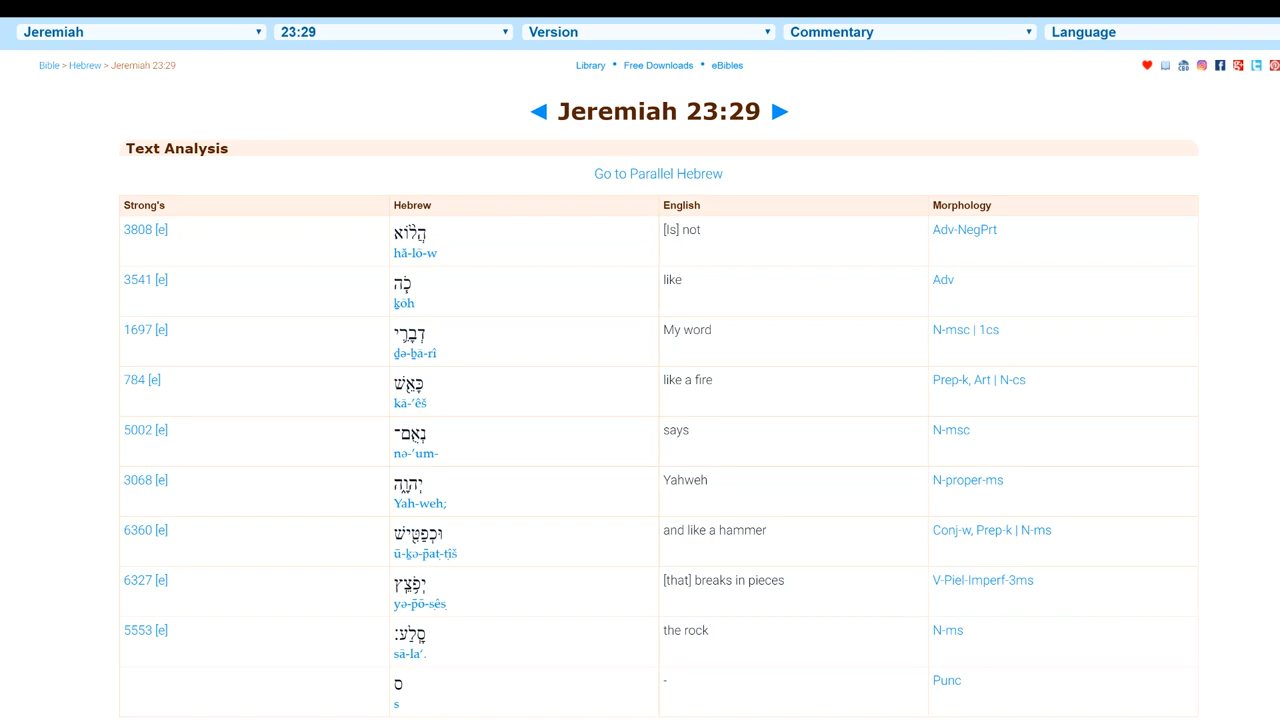 Jeremiah 23:29 Version Commentary Language
Bible > Hebrew > Jeremiah 23:29 Library • Free Downloads • eBibles
◄ Jeremiah 23:29 ►
Text Analysis
Go to Parallel Hebrew
Strong's Hebrew English Morphology
3808 [e] הֲל֨וֹא [Is] not Adv-NegPrt
hă-lō-w
3541 [e] כֹ֧ה like Adv
ḵōh
1697 [e] דְבָרִ֛י My word N-msc | 1cs
ḏə-ḇā-rî
784 [e] כָּאֵ֖שׁ like a fire Prep-k, Art | N-cs
kā-’êš
5002 [e] נְאֻם־ says N-msc
nə-’um-
3068 [e] יְהוָ֑ה Yahweh N-proper-ms
Yah-weh;
6360 [e] וּכְפַטִּ֖ישׁ and like a hammer Conj-w, Prep-k | N-ms
ū-ḵə-p̄aṭ-ṭîš
6327 [e] יְפֹ֥צֵֽץ [that] breaks in pieces V-Piel-Imperf-3ms
yə-p̄ō-ṣêṣ
5553 [e] סָֽלַע׃ the rock N-ms
sā-la‘.
ס - Punc
s